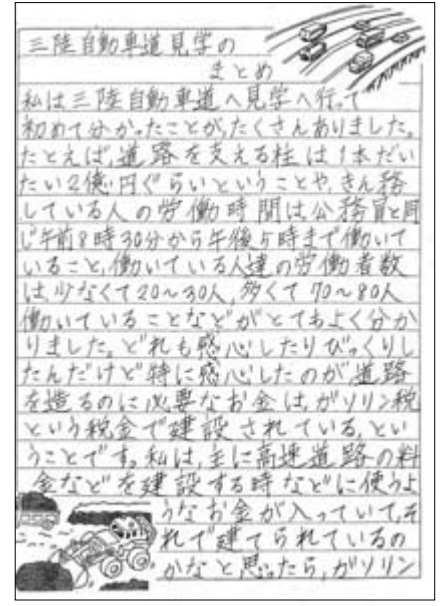 三陸自動車道見学の
まとめ
私は三陸自動車道へ見学へ行って
初めて分かったことが、たくさんありました。
たとえば、道路を支える柱は1本だい
たい2億円ぐらいということや、きん務
している人の労働時間は公務員と同
じ午前8時30分から午後5時まで働いて
いること、働いている人達の労働者数
は、少なくて20〜30人、多くて70〜80人
働いていることなどがとてもよく分か
りました。どれも感心したりびっくりし
たんだけど特に感心したのが、道路
を造るのに必要なお金は、ガソリン税
という税金で建設されている、とい
うことです。私は、主に高速道路の料
金などを建設する時などに使うよ
うなお金が入っていて、そ
れで建てられているの
かなと思ったら、ガソリン